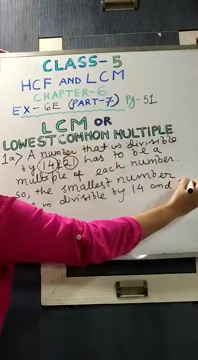 CLASS-5
HCF AND LCM
CHAPTER-6
EX-6E (PART-7) Pg-51
LCM OR
LOWEST COMMON MULTIPLE
1a> A number that is divisible
by 14&21 has to be a
multiple of each number.
so, the smallest number
is divisible by 14 and